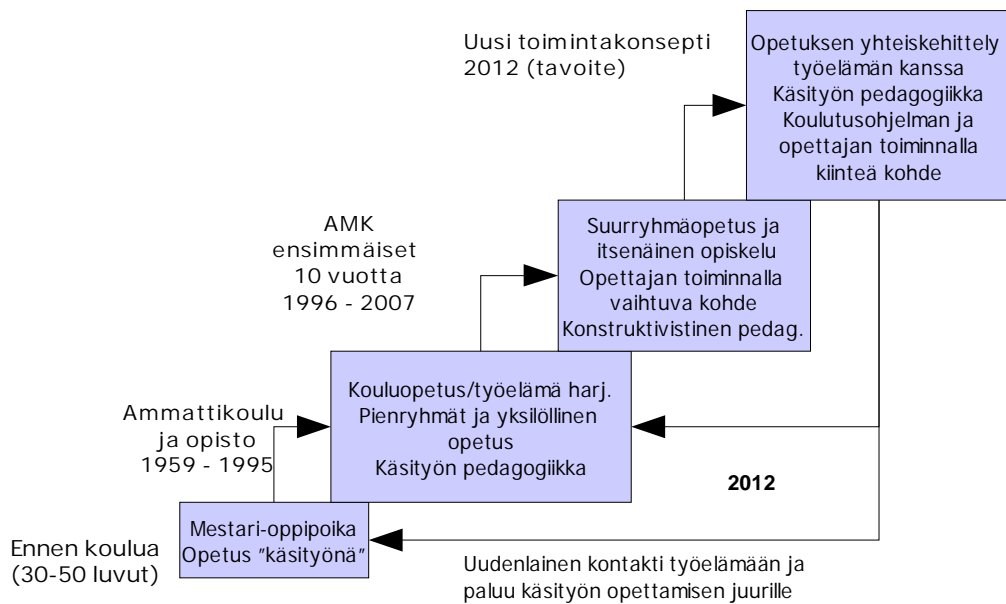 Uusi toimintakonsepti
2012 (tavoite)
Opetuksen yhteiskehittely
työelämän kanssa
Käsityön pedagogiikka
Koulutusohjelman ja
opettajan toiminnalla
kiinteä kohde
AMK
ensimmäiset
10 vuotta
1996 - 2007
Suurryhmäopetus ja
itsenäinen opiskelu
Opettajan toiminnalla
vaihtuva kohde
Konstruktivistinen pedag.
Ammattikoulu
ja opisto
1959 - 1995
Kouluopetus/työelämä harj.
Pienryhmät ja yksilöllinen
opetus
Käsityön pedagogiikka
2012
Ennen koulua
(30-50 luvut)
Mestari-oppipoika
Opetus ”käsityönä”
Uudenlainen kontakti työelämään ja
paluu käsityön opettamisen juurille